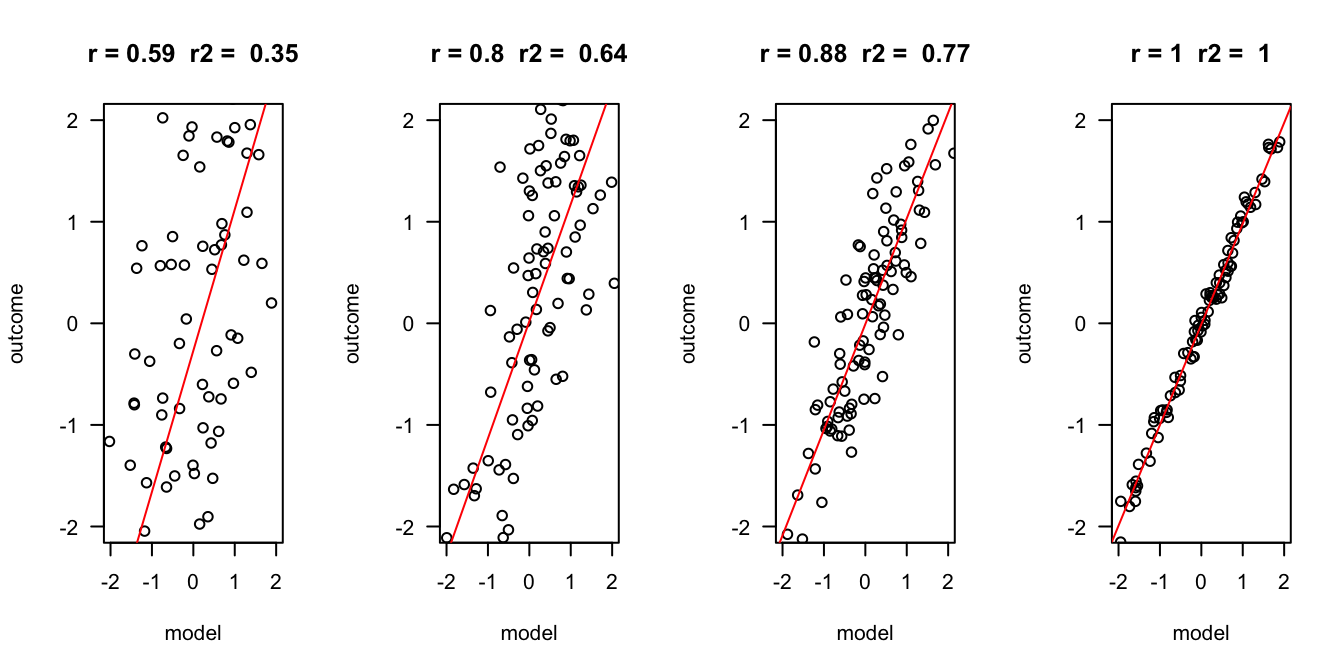 r = 0.59  r2 =  0.35
2
1
0
-1
-2
outcome
-2 -1 0 1 2
model
r = 0.8  r2 =  0.64
2
1
0
-1
-2
outcome
-2 -1 0 1 2
model
r = 0.88  r2 =  0.77
2
1
0
-1
-2
outcome
-2 -1 0 1 2
model
r = 1  r2 =  1
2
1
0
-1
-2
outcome
-2 -1 0 1 2
model